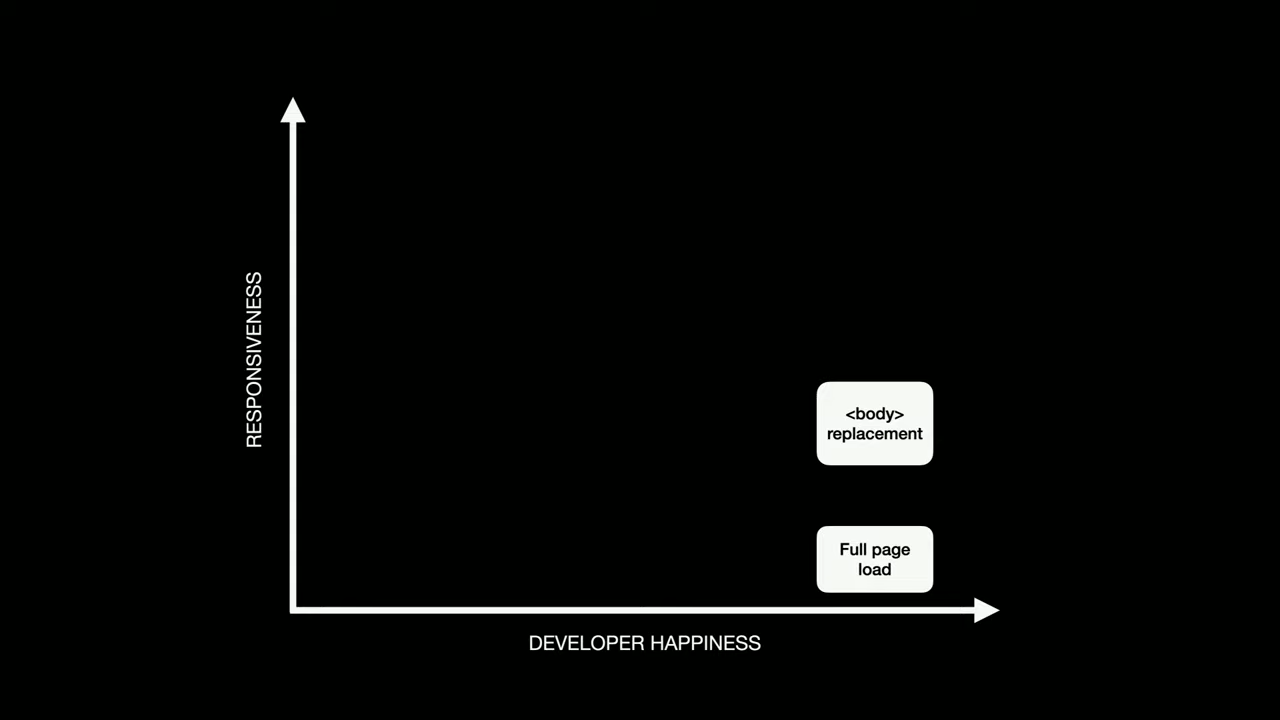 RESPONSIVENESS
<body>
replacement
Full page
load
DEVELOPER HAPPINESS